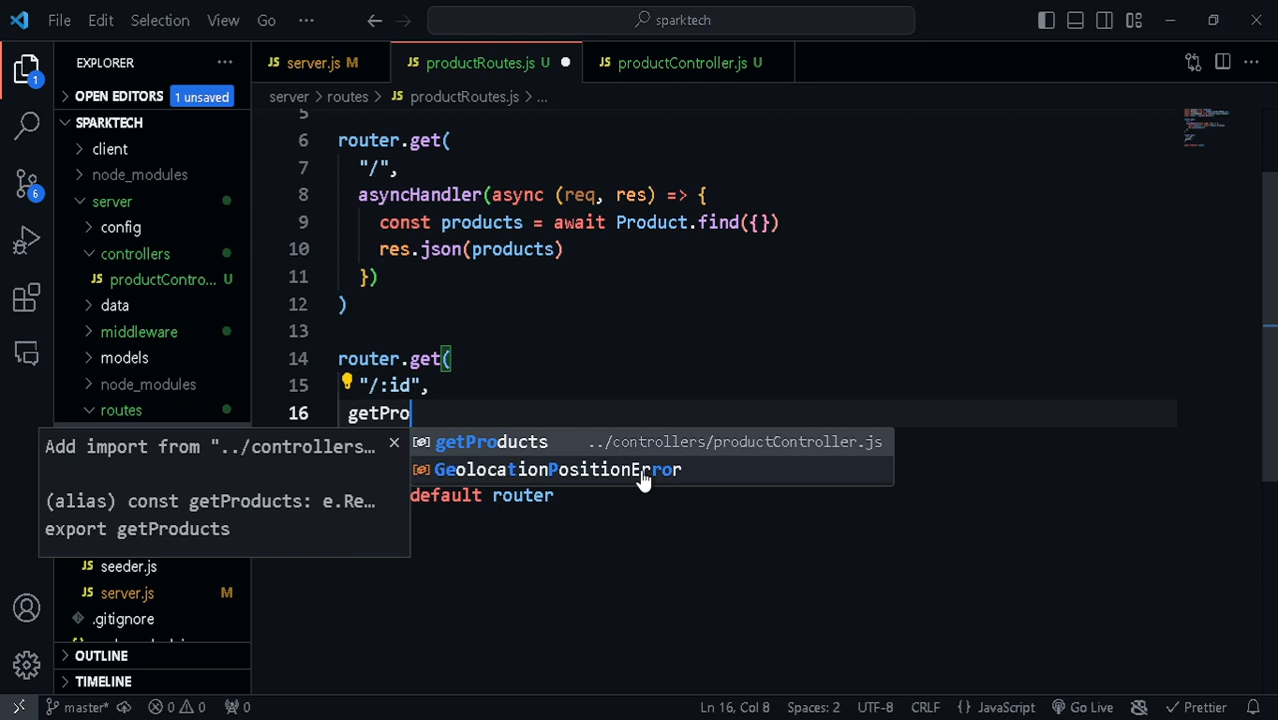 File Edit Selection View Go ··· sparktech
EXPLORER ···
server.js M
productRoutes.js U
productController.js U
OPEN EDITORS 1 unsaved
server > routes > JS productRoutes.js > ...
SPARKTECH
client
node_modules
server
config
controllers
JS productContro... U
data
middleware
models
node_modules
routes
5
6 router.get(
7 "/",
8 asyncHandler(async (req, res) => {
9 const products = await Product.find({})
10 res.json(products)
11 })
12 )
13
14 router.get(
15 "/:id",
16 getPro
Add import from "../controllers...
(alias) const getProducts: e.Re...
export getProducts
getProducts ../controllers/productController.js
GeolocationPositionError
default router
JS seeder.js
JS server.js M
.gitignore
OUTLINE
TIMELINE
master* 0 0 0 Ln 16, Col 8 Spaces: 2 UTF-8 CRLF {} JavaScript Go Live Prettier